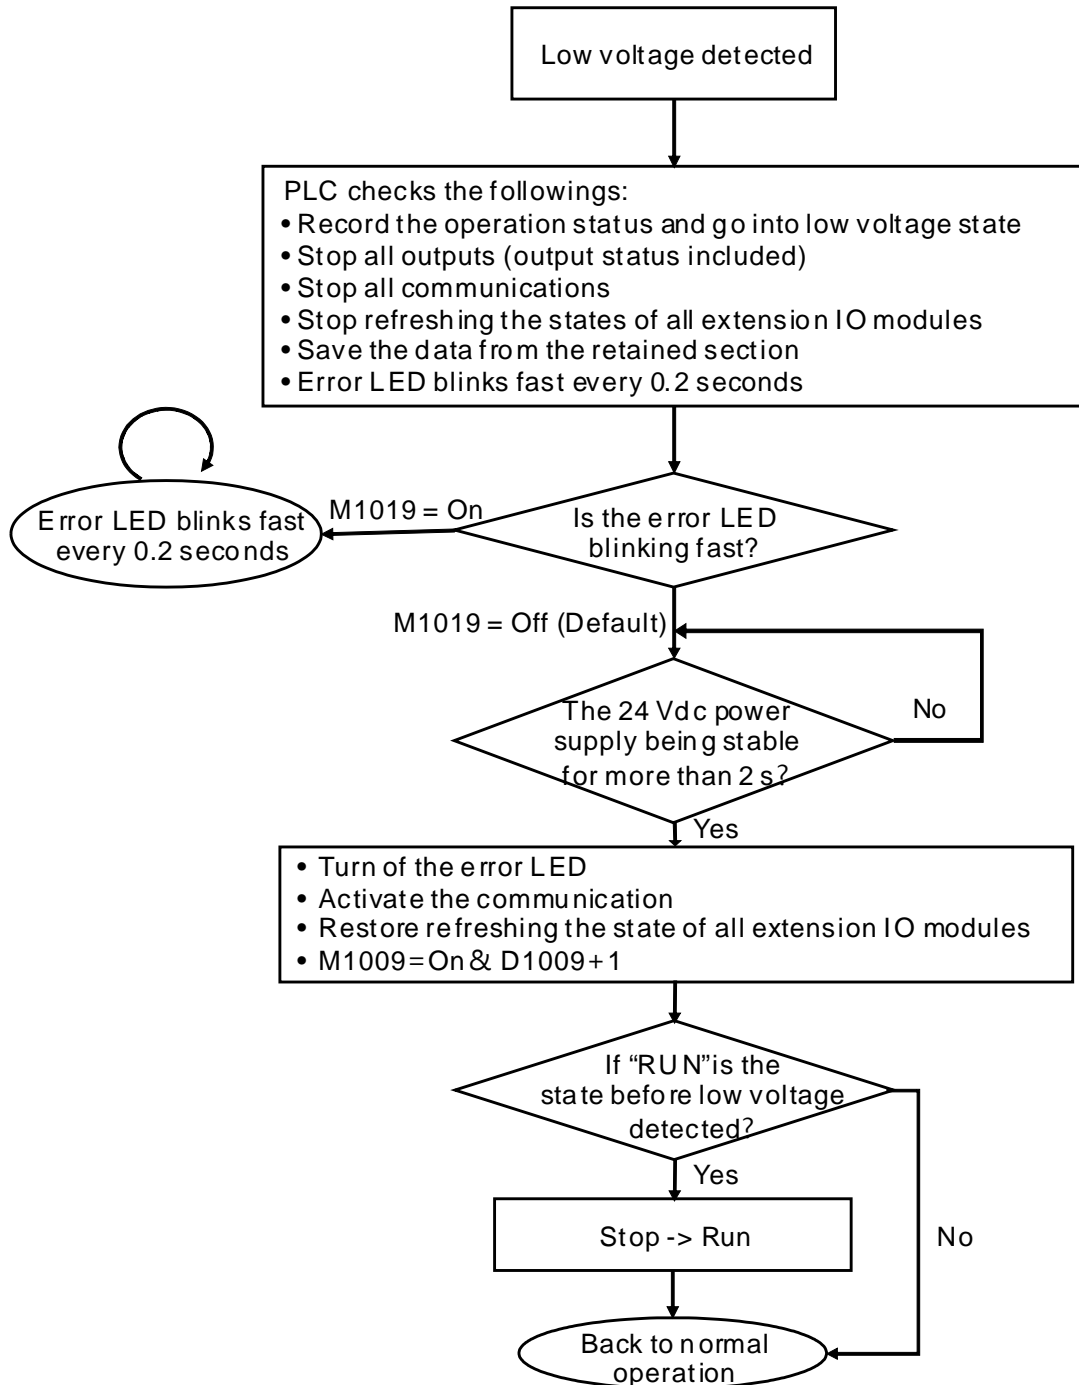 Low voltage detected
PLC checks the followings:
• Record the operation status and go into low voltage state
• Stop all outputs (output status included)
• Stop all communications
• Stop refreshing the states of all extension IO modules
• Save the data from the retained section
• Error LED blinks fast every 0.2 seconds
Error LED blinks fast
every 0.2 seconds
M1019 = On
Is the error LED
blinking fast?
M1019 = Off (Default)
The 24 Vdc power
supply being stable
for more than 2 s?
No
Yes
• Turn of the error LED
• Activate the communication
• Restore refreshing the state of all extension IO modules
• M1009=On & D1009+1
If “RUN”is the
state before low voltage
detected?
Yes
Stop -> Run
No
Back to normal
operation